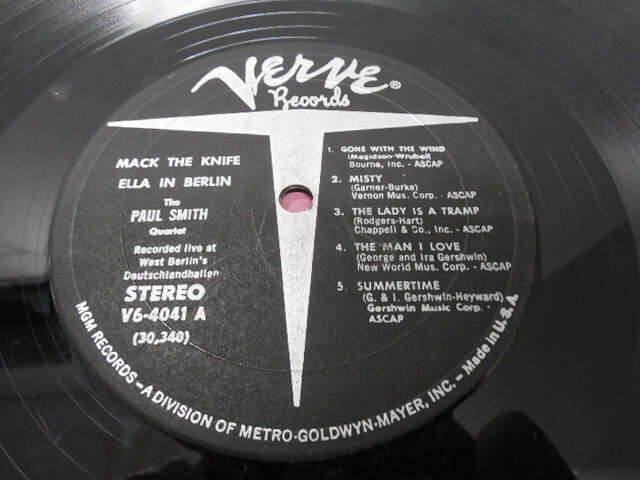 VERVE®
Records
MACK THE KNIFE
ELLA IN BERLIN
The
PAUL SMITH
Quartet
Recorded live at
West Berlin's
Deutschlandhallen
STEREO
V6-4041 A
(30,340)
1. GONE WITH THE WIND
(Magidson-Wrubel)
Bourne, Inc. - ASCAP
2. MISTY
(Garner-Burke)
Vernon Mus. Corp. - ASCAP
3. THE LADY IS A TRAMP
(Rodgers-Hart)
Chappell & Co., Inc. - ASCAP
4. THE MAN I LOVE
(George and Ira Gershwin)
New World Mus. Corp. - ASCAP
5 SUMMERTIME
(G. & I. Gershwin-Heyward)
Gershwin Music Corp. -
ASCAP
MGM RECORDS - A DIVISION OF METRO-GOLDWYN-MAYER, INC. - Made in U.S.A.